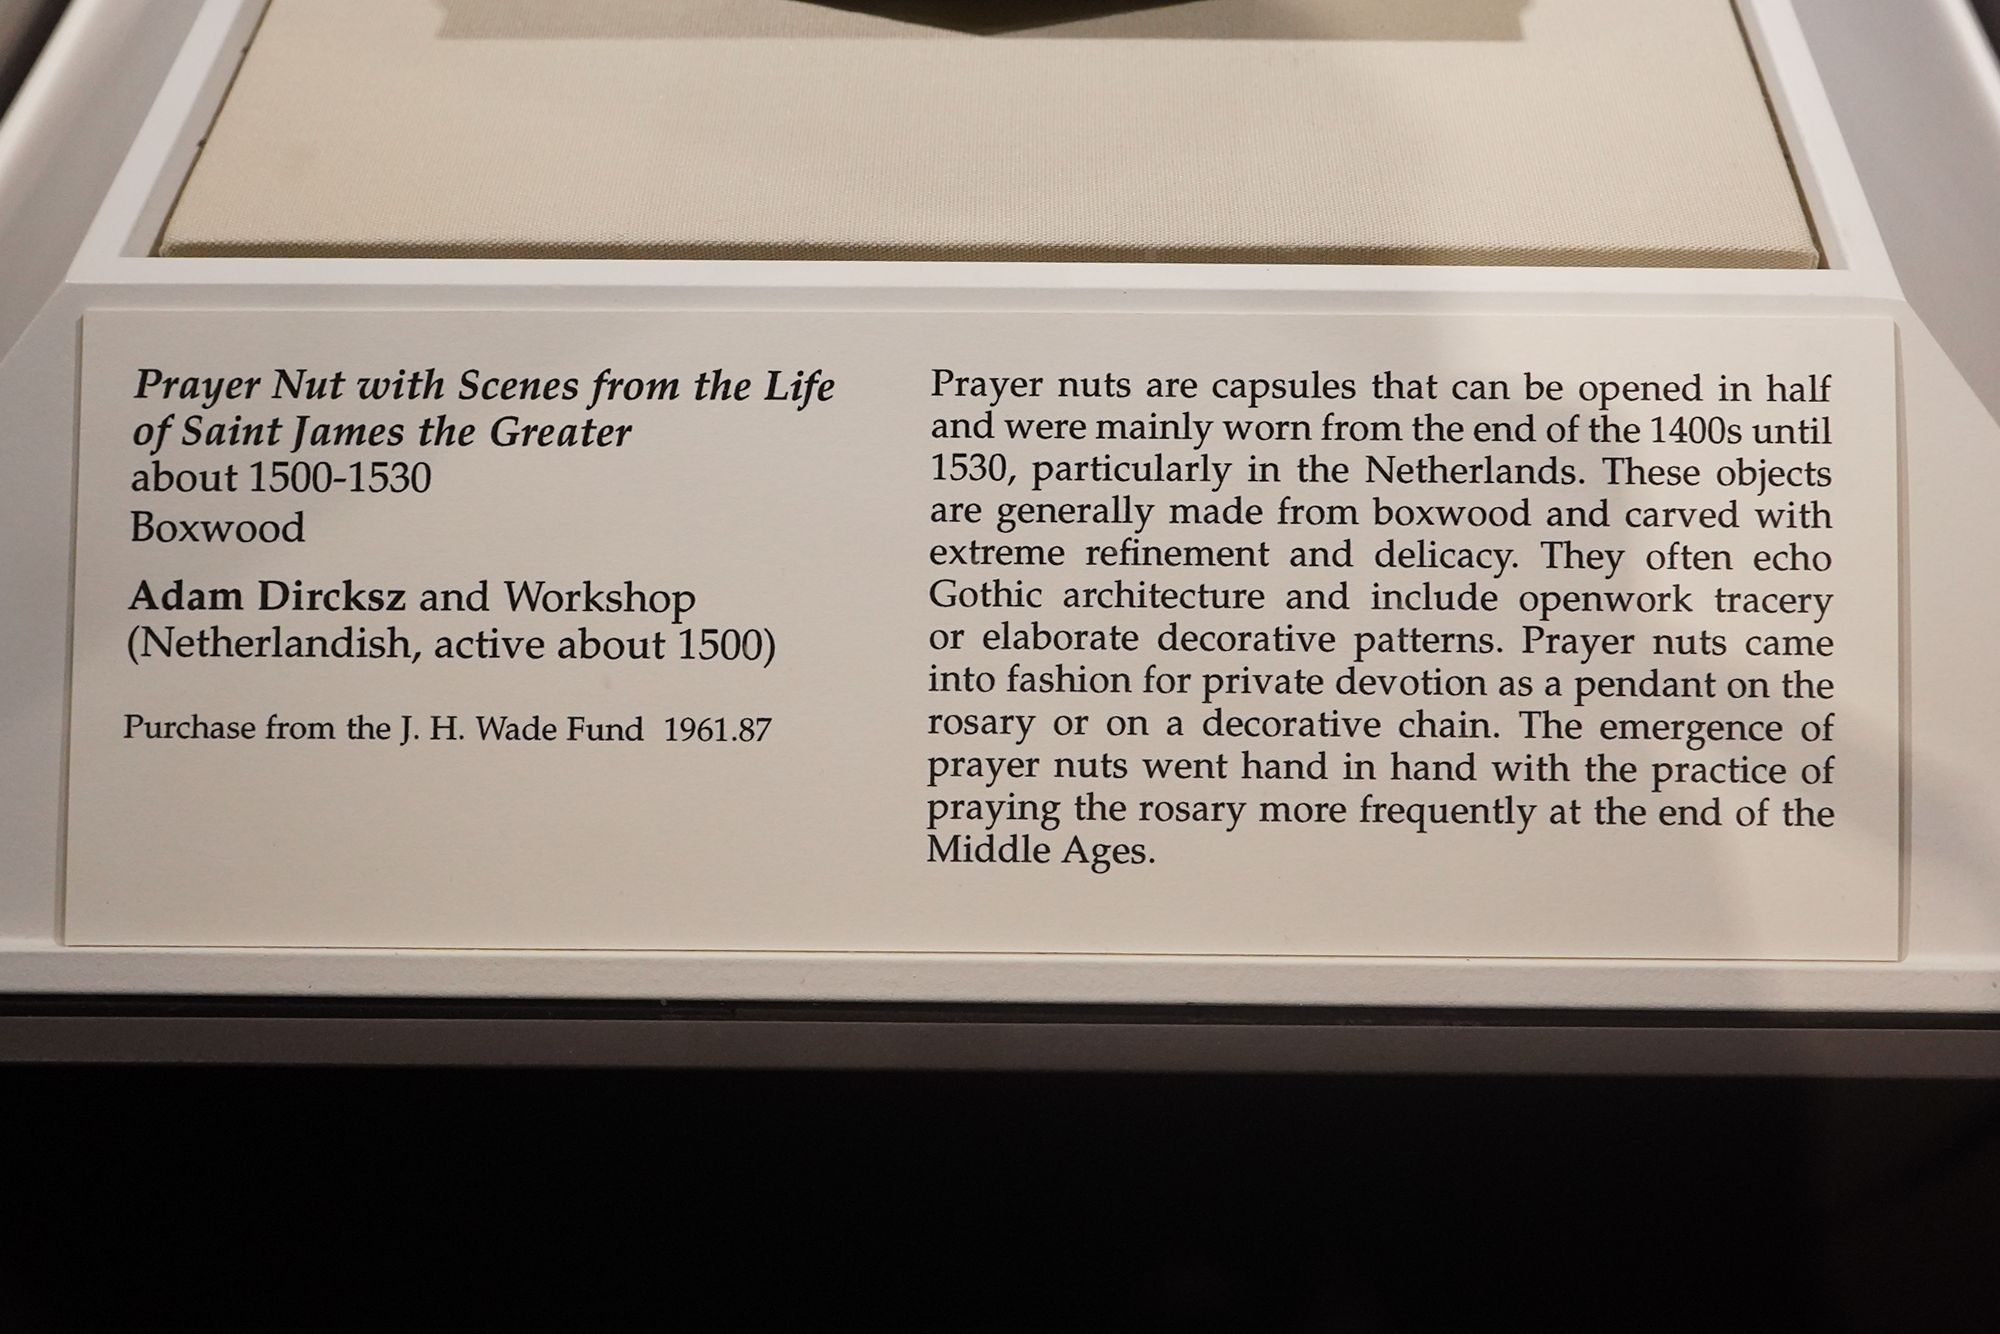 Prayer Nut with Scenes from the Life
of Saint James the Greater
about 1500-1530
Boxwood
Adam Dircksz and Workshop
(Netherlandish, active about 1500)
Purchase from the J. H. Wade Fund 1961.87
Prayer nuts are capsules that can be opened in half
and were mainly worn from the end of the 1400s until
1530, particularly in the Netherlands. These objects
are generally made from boxwood and carved with
extreme refinement and delicacy. They often echo
Gothic architecture and include openwork tracery
or elaborate decorative patterns. Prayer nuts came
into fashion for private devotion as a pendant on the
rosary or on a decorative chain. The emergence of
prayer nuts went hand in hand with the practice of
praying the rosary more frequently at the end of the
Middle Ages.